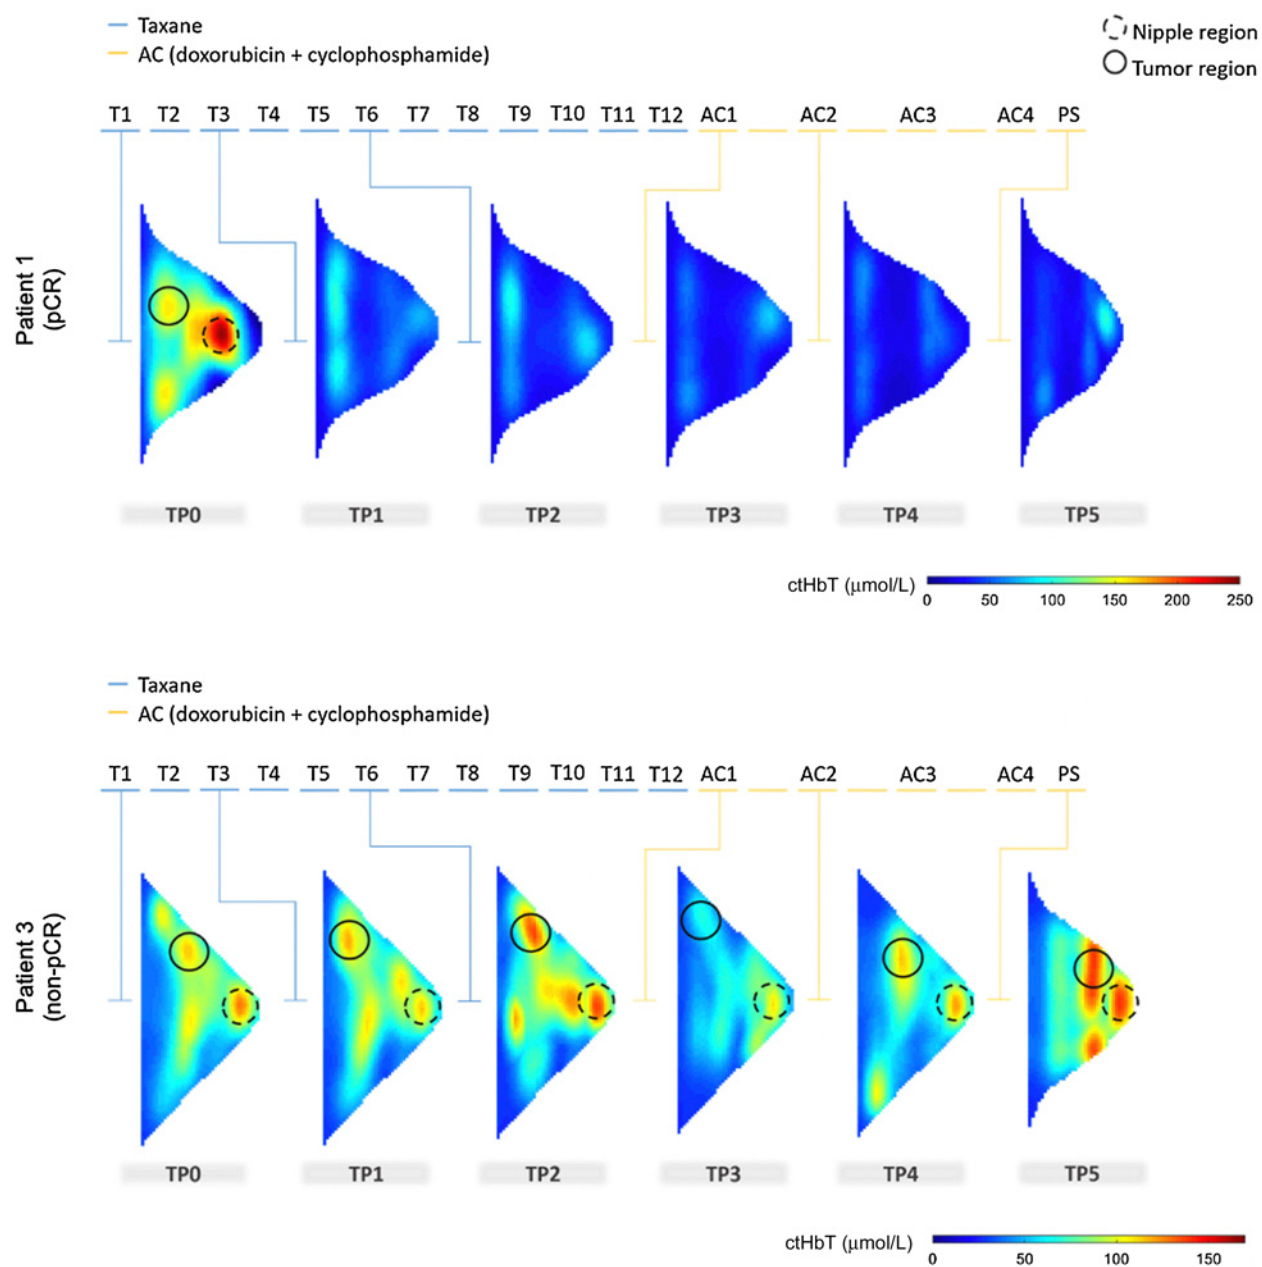 Taxane
AC (doxorubicin + cyclophosphamide)
Nipple region
Tumor region
T1 T2 T3 T4 T5 T6 T7 T8 T9 T10 T11 T12 AC1 AC2 AC3 AC4 PS
Patient 1
(pCR)
TP0 TP1 TP2 TP3 TP4 TP5
ctHbT (μmol/L)
0 50 100 150 200 250
Taxane
AC (doxorubicin + cyclophosphamide)
T1 T2 T3 T4 T5 T6 T7 T8 T9 T10 T11 T12 AC1 AC2 AC3 AC4 PS
Patient 3
(non-pCR)
TP0 TP1 TP2 TP3 TP4 TP5
ctHbT (μmol/L)
0 50 100 150